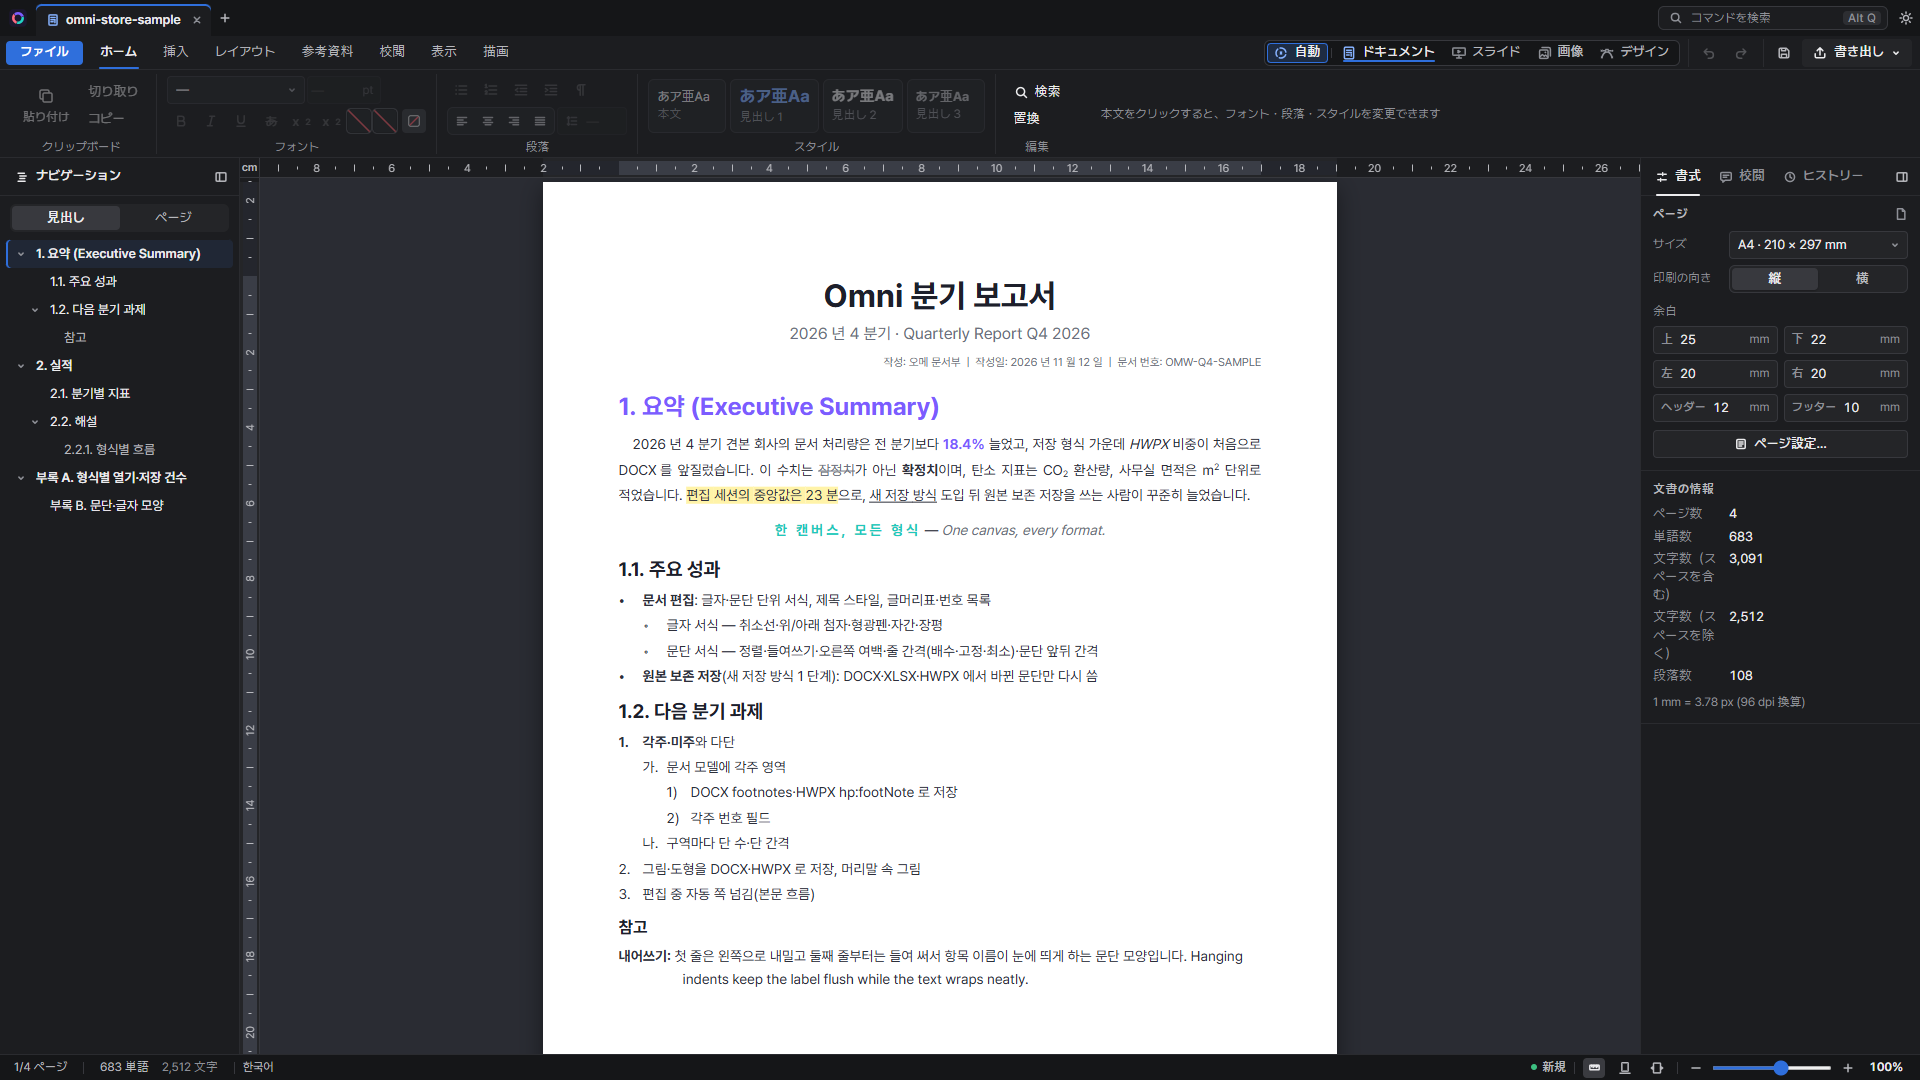 omni-store-sample
コマンドを検索 Alt Q
ファイル ホーム 挿入 レイアウト 参考資料 校閲 表示 描画
自動 ドキュメント スライド 画像 デザイン 書き出し
貼り付け 切り取り コピー
クリップボード
pt
フォント
段落
あア亜Aa 本文
あア亜Aa 見出し 1
あア亜Aa 見出し 2
あア亜Aa 見出し 3
スタイル
検索
置換
編集
本文をクリックすると、フォント・段落・スタイルを変更できます
ナビゲーション
見出し ページ
1. 요약 (Executive Summary)
1.1. 주요 성과
1.2. 다음 분기 과제
참고
2. 실적
2.1. 분기별 지표
2.2. 해설
2.2.1. 형식별 흐름
부록 A. 형식별 열기·저장 건수
부록 B. 문단·글자 모양
cm 8 6 4 2 2 4 6 8 10 12 14 16 18 20 22 24 26
2 2 4 6 8 10 12 14 16 18 20
Omni 분기 보고서
2026 년 4 분기 · Quarterly Report Q4 2026
작성: 오메 문서부 | 작성일: 2026 년 11 월 12 일 | 문서 번호: OMW-Q4-SAMPLE
1. 요약 (Executive Summary)
2026 년 4 분기 견본 회사의 문서 처리량은 전 분기보다 18.4% 늘었고, 저장 형식 가운데 HWPX 비중이 처음으로
DOCX 를 앞질렀습니다. 이 수치는 잠정치가 아닌 확정치이며, 탄소 지표는 CO₂ 환산량, 사무실 면적은 m² 단위로
적었습니다. 편집 세션의 중앙값은 23 분으로, 새 저장 방식 도입 뒤 원본 보존 저장을 쓰는 사람이 꾸준히 늘었습니다.
한 캔버스, 모든 형식 — One canvas, every format.
1.1. 주요 성과
• 문서 편집: 글자·문단 단위 서식, 제목 스타일, 글머리표·번호 목록
• 글자 서식 — 취소선·위/아래 첨자·형광펜·자간·장평
• 문단 서식 — 정렬·들여쓰기·오른쪽 여백·줄 간격(배수·고정·최소)·문단 앞뒤 간격
• 원본 보존 저장(새 저장 방식 1 단계): DOCX·XLSX·HWPX 에서 바뀐 문단만 다시 씀
1.2. 다음 분기 과제
1. 각주·미주와 다단
가. 문서 모델에 각주 영역
1) DOCX footnotes·HWPX hp:footNote 로 저장
2) 각주 번호 필드
나. 구역마다 단 수·단 간격
2. 그림·도형을 DOCX·HWPX 로 저장, 머리말 속 그림
3. 편집 중 자동 쪽 넘김(본문 흐름)
참고
내어쓰기: 첫 줄은 왼쪽으로 내밀고 둘째 줄부터는 들여 써서 항목 이름이 눈에 띄게 하는 문단 모양입니다. Hanging
indents keep the label flush while the text wraps neatly.
書式 校閲 ヒストリー
ページ
サイズ A4 · 210 × 297 mm
印刷の向き 縦 横
余白
上 25 mm 下 22 mm
左 20 mm 右 20 mm
ヘッダー 12 mm フッター 10 mm
ページ設定...
文書の情報
ページ数 4
単語数 683
文字数（スペースを含む） 3,091
文字数（スペースを除く） 2,512
段落数 108
1 mm = 3.78 px (96 dpi 換算)
1/4 ページ 683 単語 2,512 文字 한국어
新規 100%